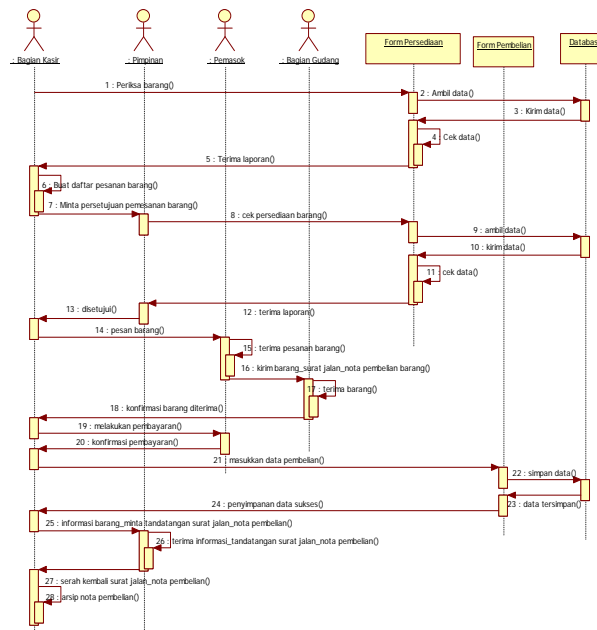 : Bagian Kasir
: Pimpinan
: Pemasok
: Bagian Gudang
Form Persediaan
Form Pembelian
Databas
1 : Periksa barang()
2 : Ambil data()
3 : Kirim data()
4 : Cek data()
5 : Terima laporan()
6 : Buat daftar pesanan barang()
7 : Minta persetujuan pemesanan barang()
8 : cek persediaan barang()
9 : ambil data()
10 : kirim data()
11 : cek data()
12 : terima laporan()
13 : disetujui()
14 : pesan barang()
15 : terima pesanan barang()
16 : kirim barang_surat jalan_nota pembelian barang()
17 : terima barang()
18 : konfirmasi barang diterima()
19 : melakukan pembayaran()
20 : konfirmasi pembayaran()
21 : masukkan data pembelian()
22 : simpan data()
23 : data tersimpan()
24 : penyimpanan data sukses()
25 : informasi barang_minta tandatangan surat jalan_nota pembelian()
26 : terima informasi_tandatangan surat jalan_nota pembelian()
27 : serah kembali surat jalan_nota pembelian()
28 : arsip nota pembelian()